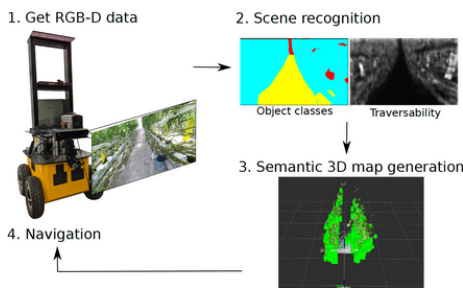 1. Get RGB-D data
2. Scene recognition
Object classes
Traversability
3. Semantic 3D map generation
4. Navigation